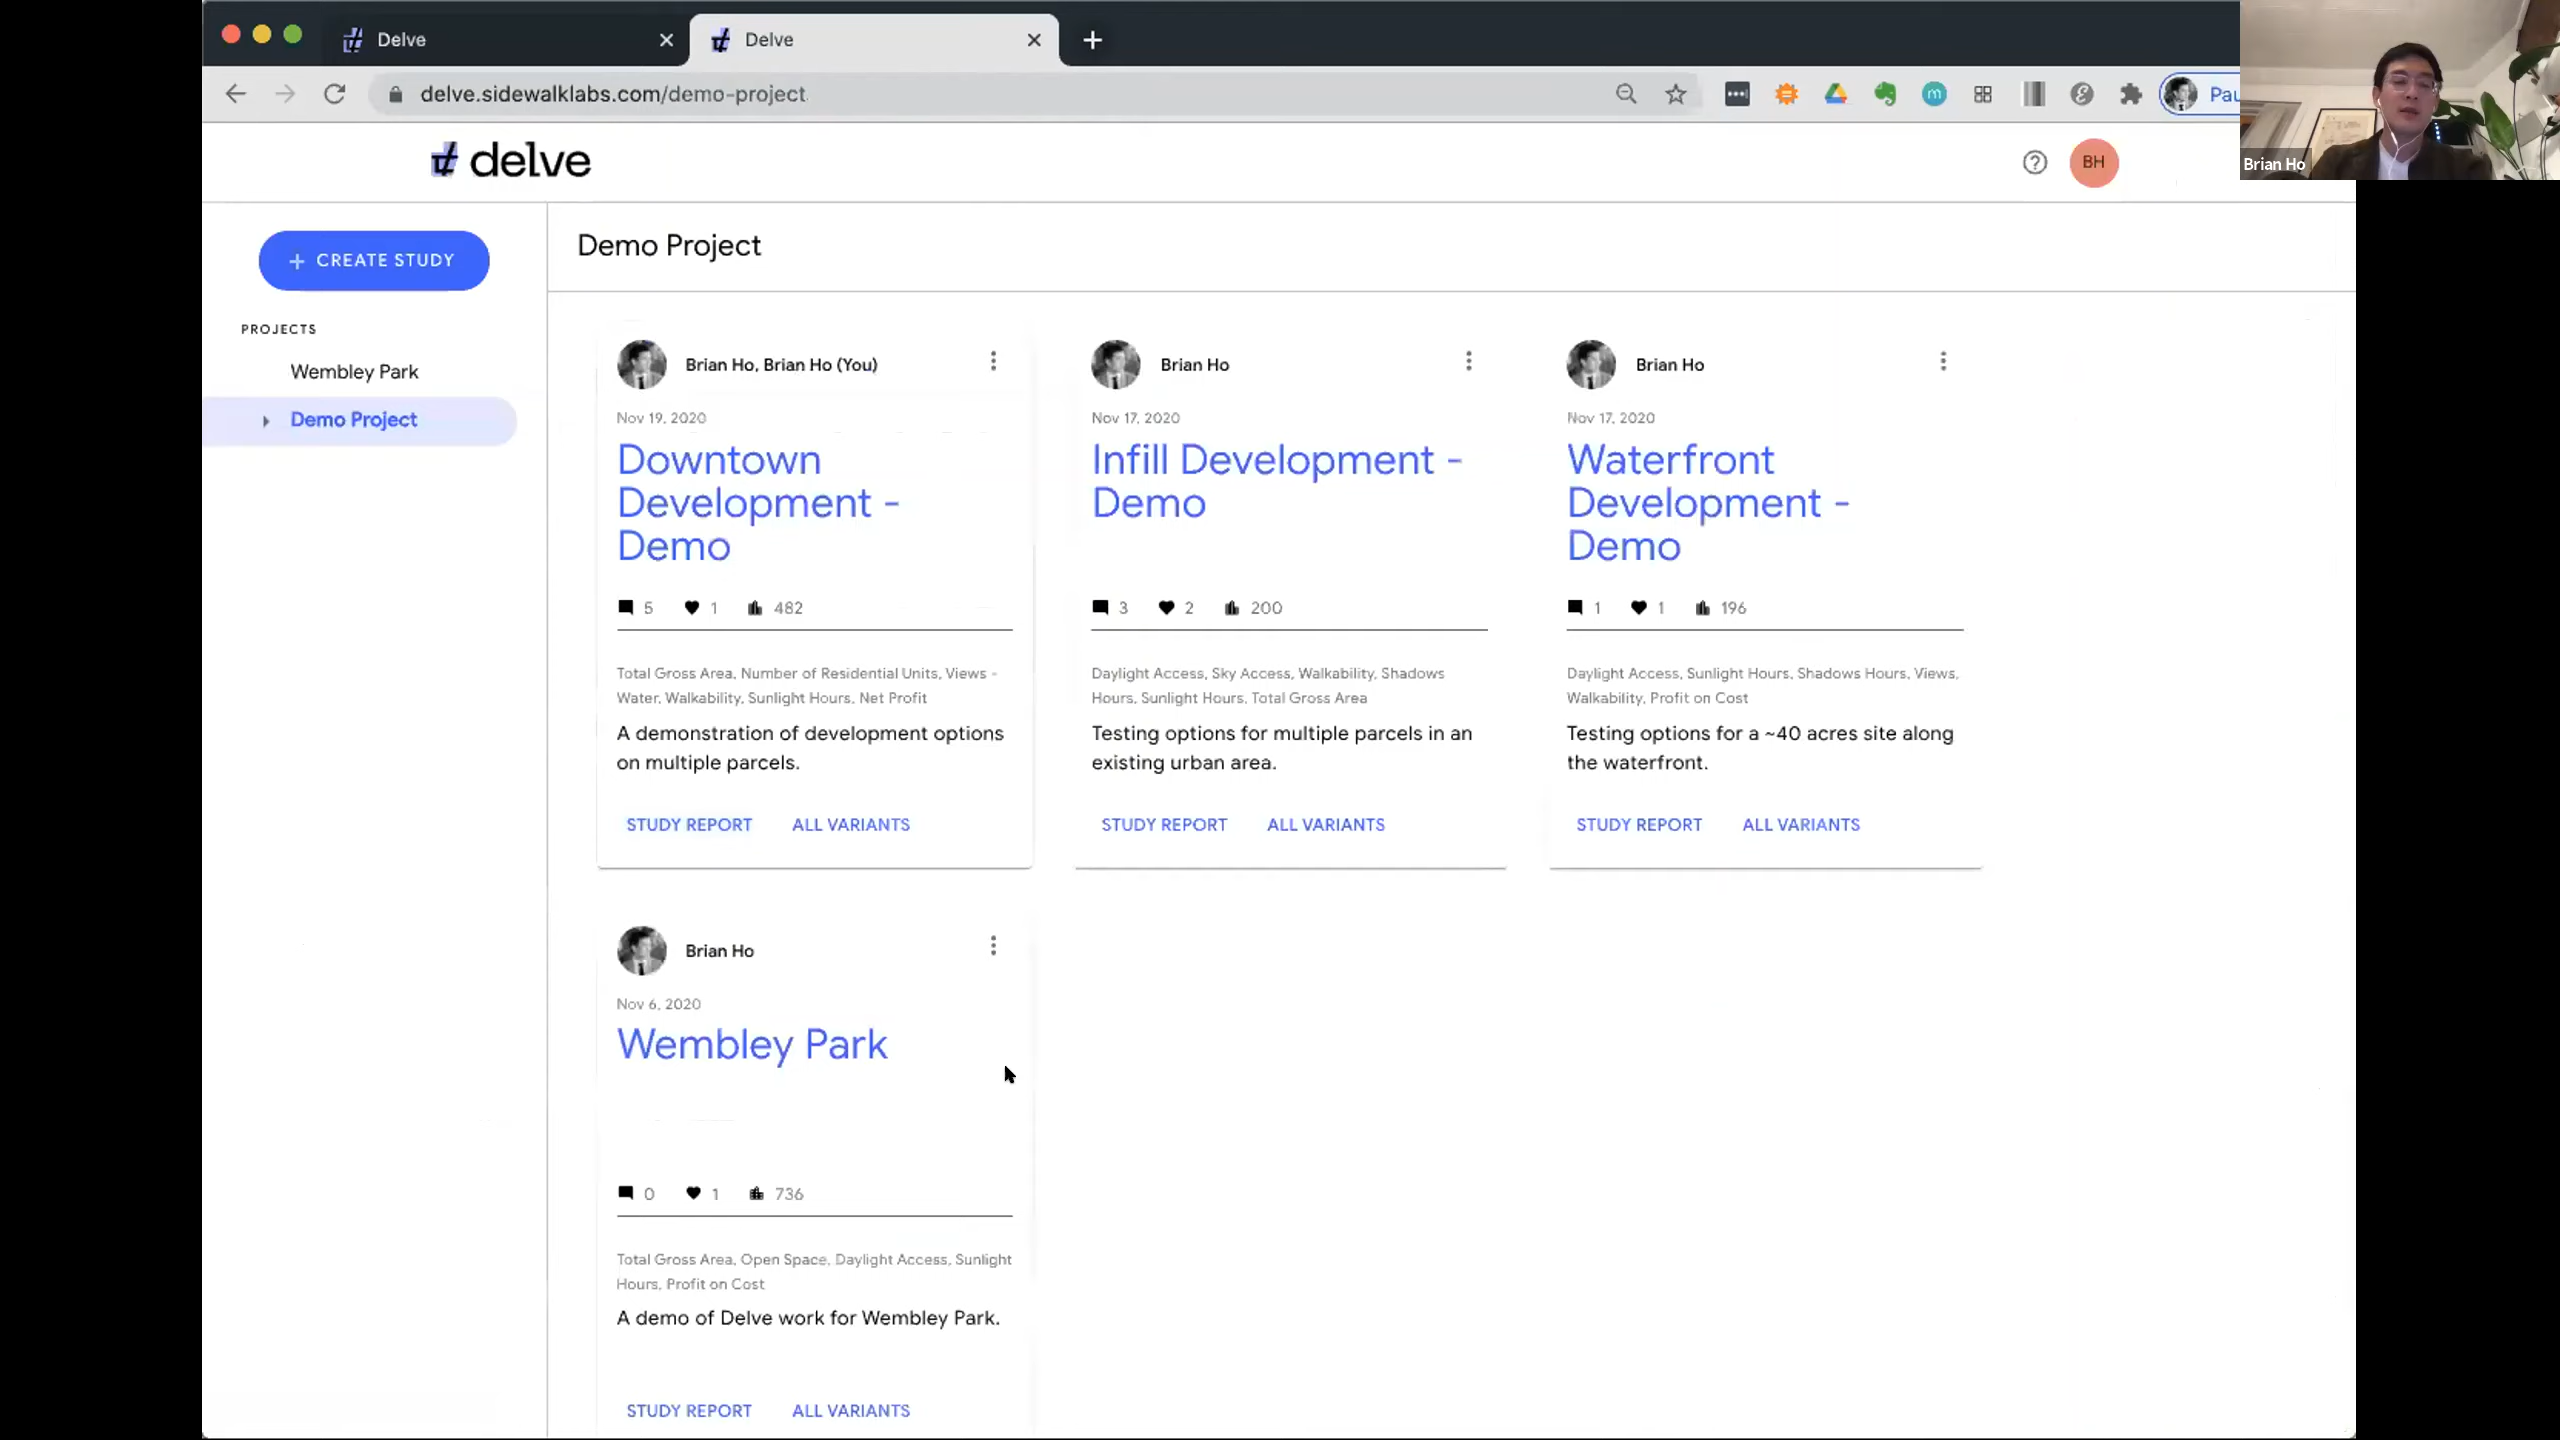 Delve
Delve
delve.sidewalklabs.com/demo-project
m
Pau
Brian Ho
delve
BH
CREATE STUDY
Demo Project
PROJECTS
Wembley Park
Demo Project
Brian Ho, Brian Ho (You)
Nov 19, 2020
Downtown
Development -
Demo
5 1 482
Total Gross Area, Number of Residential Units, Views -
Water, Walkability, Sunlight Hours, Net Profit
A demonstration of development options
on multiple parcels.
STUDY REPORT ALL VARIANTS
Brian Ho
Nov 17, 2020
Infill Development -
Demo
3 2 200
Daylight Access, Sky Access, Walkability, Shadows
Hours, Sunlight Hours, Total Gross Area
Testing options for multiple parcels in an
existing urban area.
STUDY REPORT ALL VARIANTS
Brian Ho
Nov 17, 2020
Waterfront
Development -
Demo
1 1 196
Daylight Access, Sunlight Hours, Shadows Hours, Views,
Walkability, Profit on Cost
Testing options for a ~40 acres site along
the waterfront.
STUDY REPORT ALL VARIANTS
Brian Ho
Nov 6, 2020
Wembley Park
0 1 736
Total Gross Area, Open Space, Daylight Access, Sunlight
Hours, Profit on Cost
A demo of Delve work for Wembley Park.
STUDY REPORT ALL VARIANTS